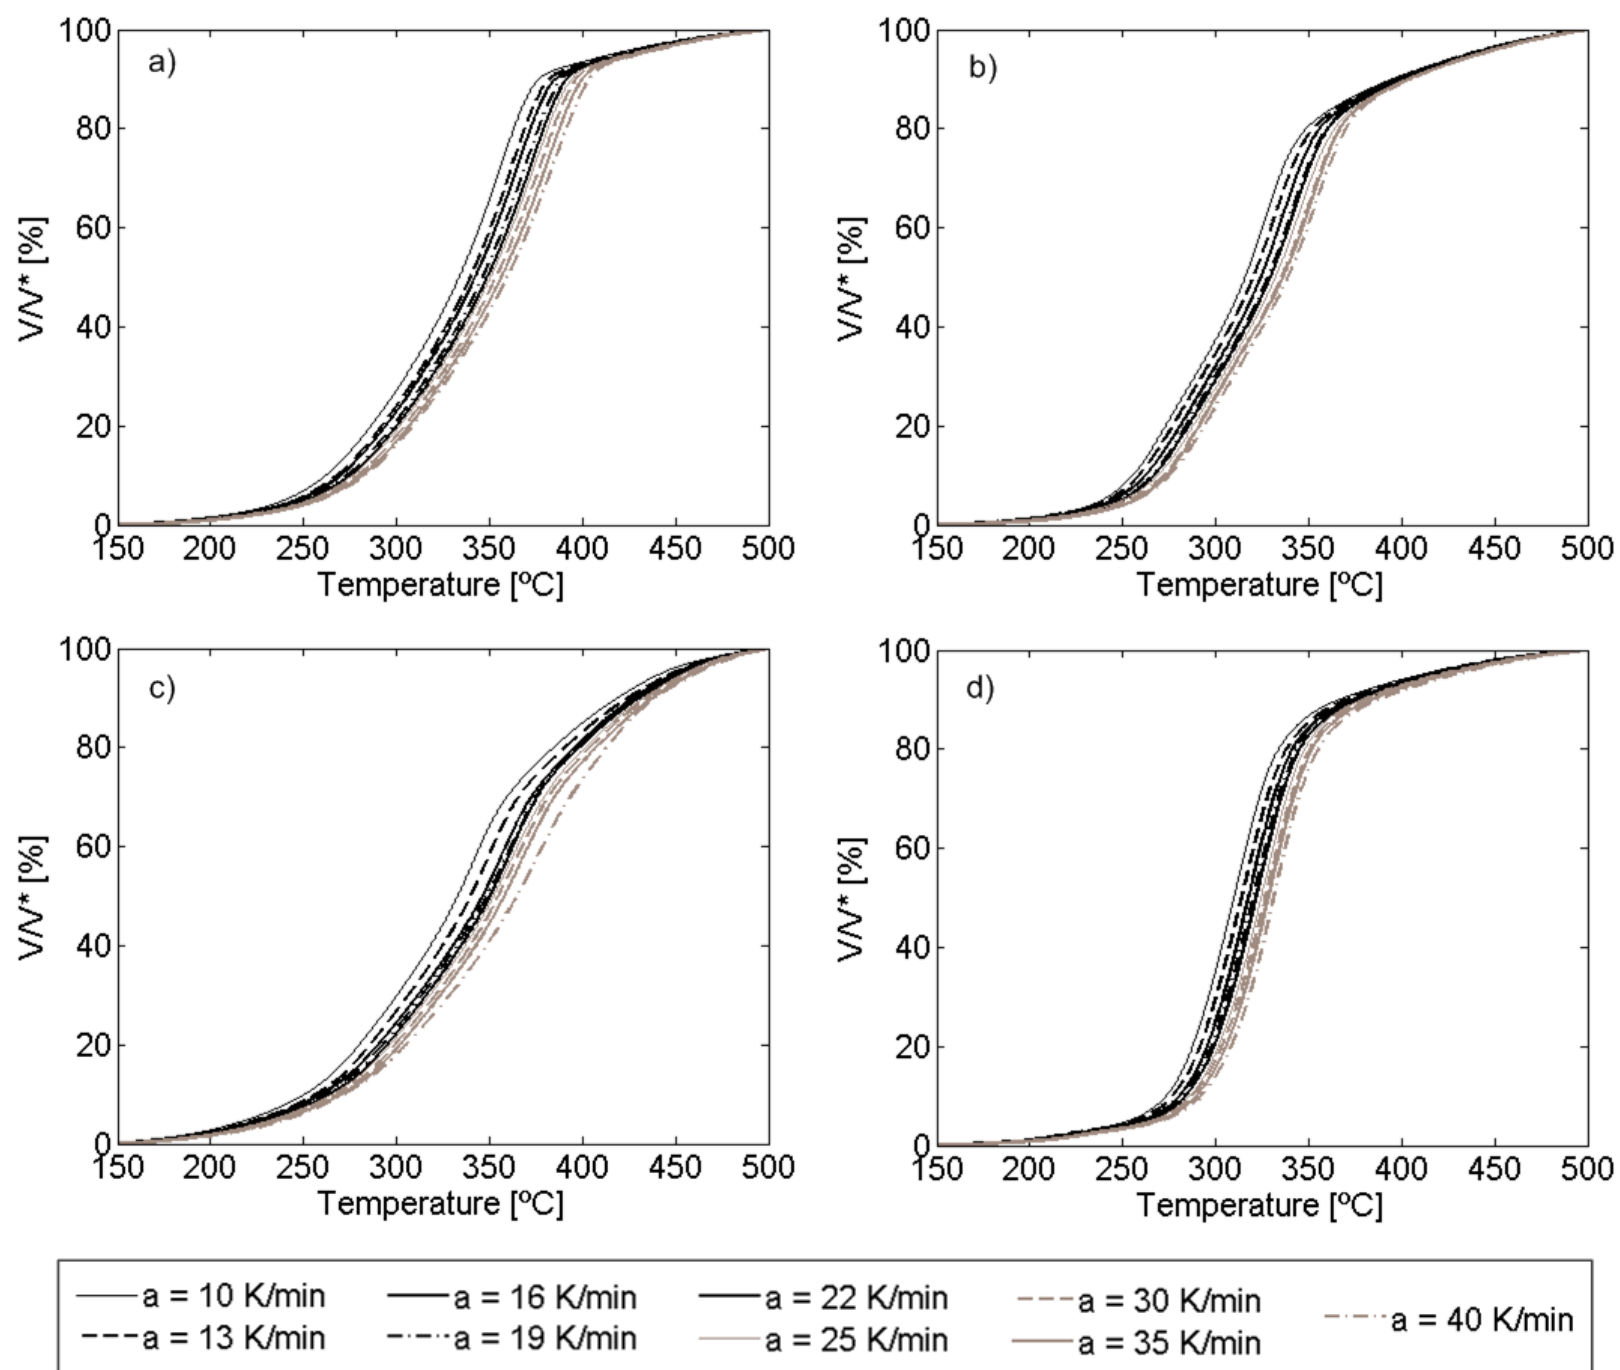 a)
V/V* [%]
100
80
60
40
20
0
150 200 250 300 350 400 450 500
Temperature [ºC]
b)
V/V* [%]
100
80
60
40
20
0
150 200 250 300 350 400 450 500
Temperature [ºC]
c)
V/V* [%]
100
80
60
40
20
0
150 200 250 300 350 400 450 500
Temperature [ºC]
d)
V/V* [%]
100
80
60
40
20
0
150 200 250 300 350 400 450 500
Temperature [ºC]
a = 10 K/min
a = 13 K/min
a = 16 K/min
a = 19 K/min
a = 22 K/min
a = 25 K/min
a = 30 K/min
a = 35 K/min
a = 40 K/min